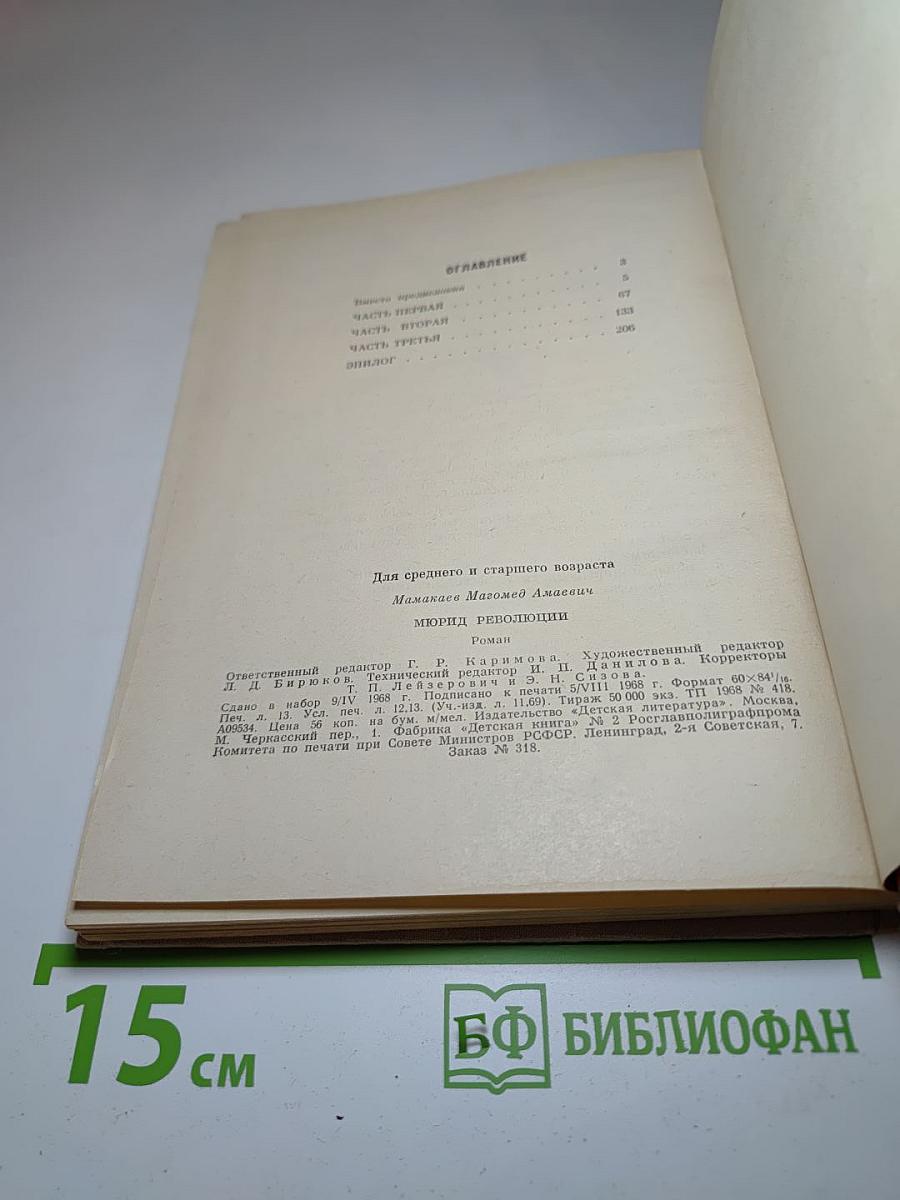 ОГЛАВЛЕНИЕ
Вместо предисловия . . . . . . . . . 3
ЧАСТЬ ПЕРВАЯ . . . . . . . . . . . 5
ЧАСТЬ ВТОРАЯ . . . . . . . . . . . 67
ЧАСТЬ ТРЕТЬЯ . . . . . . . . . . . 133
ЭПИЛОГ . . . . . . . . . . . . . . 206
Для среднего и старшего возраста
Мамакаев Магомед Амаевич
МЮРИД РЕВОЛЮЦИИ
Роман
Ответственный редактор Г. Р. Каримова. Художественный редактор
Л. Д. Бирюков. Технический редактор И. П. Данилова. Корректоры
Т. П. Лейзерович и Э. Н. Сизова.
Сдано в набор 9/IV 1968 г. Подписано к печати 5/VIII 1968 г. Формат 60×84¹/₁₆.
Печ. л. 13. Усл. печ. л. 12,13. (Уч.-изд. л. 11,69). Тираж 50 000 экз. ТП 1968 № 418.
А09534. Цена 56 коп. на бум. м/мел. Издательство «Детская литература». Москва,
М. Черкасский пер., 1. Фабрика «Детская книга» № 2 Росглавполиграфпрома
Комитета по печати при Совете Министров РСФСР. Ленинград, 2-я Советская, 7.
Заказ № 318.
15 см
БФ БИБЛИОФАН